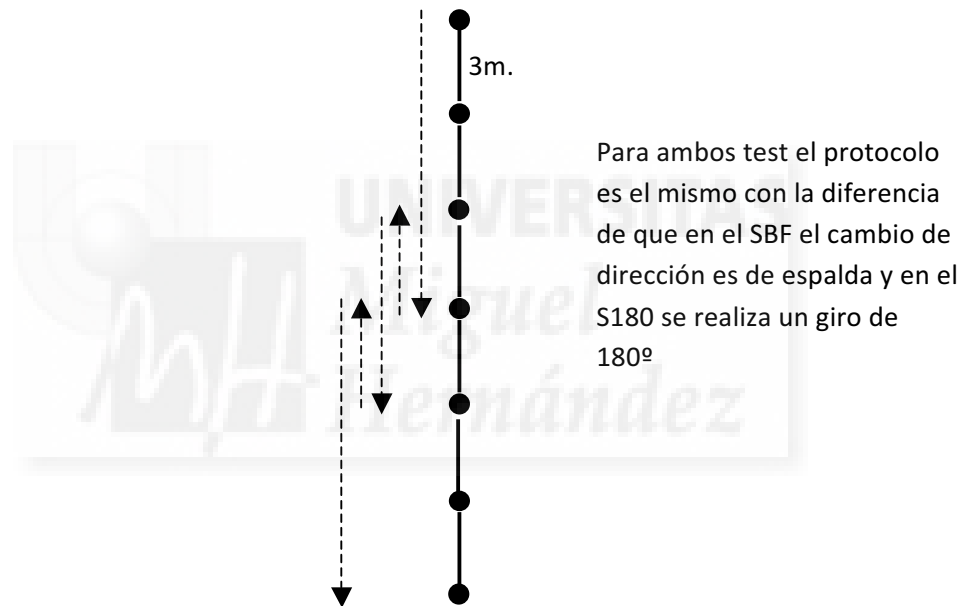 3m.
Para ambos test el protocolo
es el mismo con la diferencia
de que en el SBF el cambio de
dirección es de espalda y en el
S180 se realiza un giro de
180º
UNIVERSITAS
Miguel
Hernández